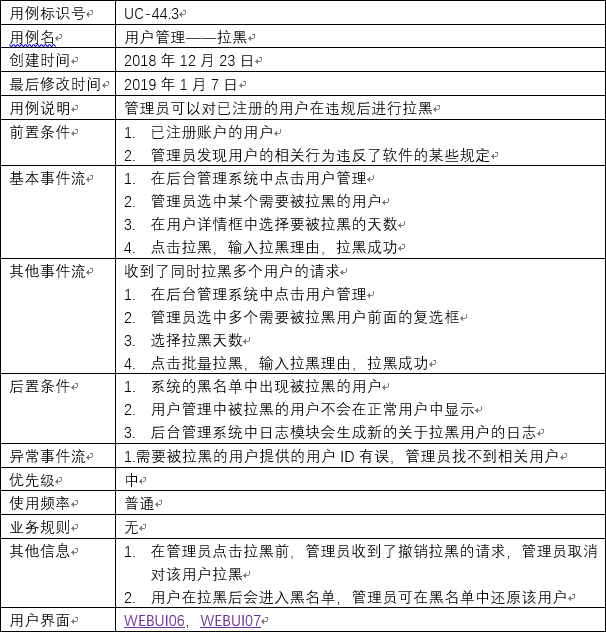 用例标识号 UC-44.3
用例名 用户管理——拉黑
创建时间 2018 年 12 月 23 日
最后修改时间 2019 年 1 月 7 日
用例说明 管理员可以对已注册的用户在违规后进行拉黑
前置条件 1. 已注册账户的用户
2. 管理员发现用户的相关行为违反了软件的某些规定
基本事件流 1. 在后台管理系统中点击用户管理
2. 管理员选中某个需要被拉黑的用户
3. 在用户详情框中选择要被拉黑的天数
4. 点击拉黑，输入拉黑理由，拉黑成功
其他事件流 收到了同时拉黑多个用户的请求
1. 在后台管理系统中点击用户管理
2. 管理员选中多个需要被拉黑用户前面的复选框
3. 选择拉黑天数
4. 点击批量拉黑，输入拉黑理由，拉黑成功
后置条件 1. 系统的黑名单中出现被拉黑的用户
2. 用户管理中被拉黑的用户不会在正常用户中显示
3. 后台管理系统中日志模块会生成新的关于拉黑用户的日志
异常事件流 1.需要被拉黑的用户提供的用户 ID 有误，管理员找不到相关用户
优先级 中
使用频率 普通
业务规则 无
其他信息 1. 在管理员点击拉黑前，管理员收到了撤销拉黑的请求，管理员取消
对该用户拉黑
2. 用户在拉黑后会进入黑名单，管理员可在黑名单中还原该用户
用户界面 WEBUI06，WEBUI07